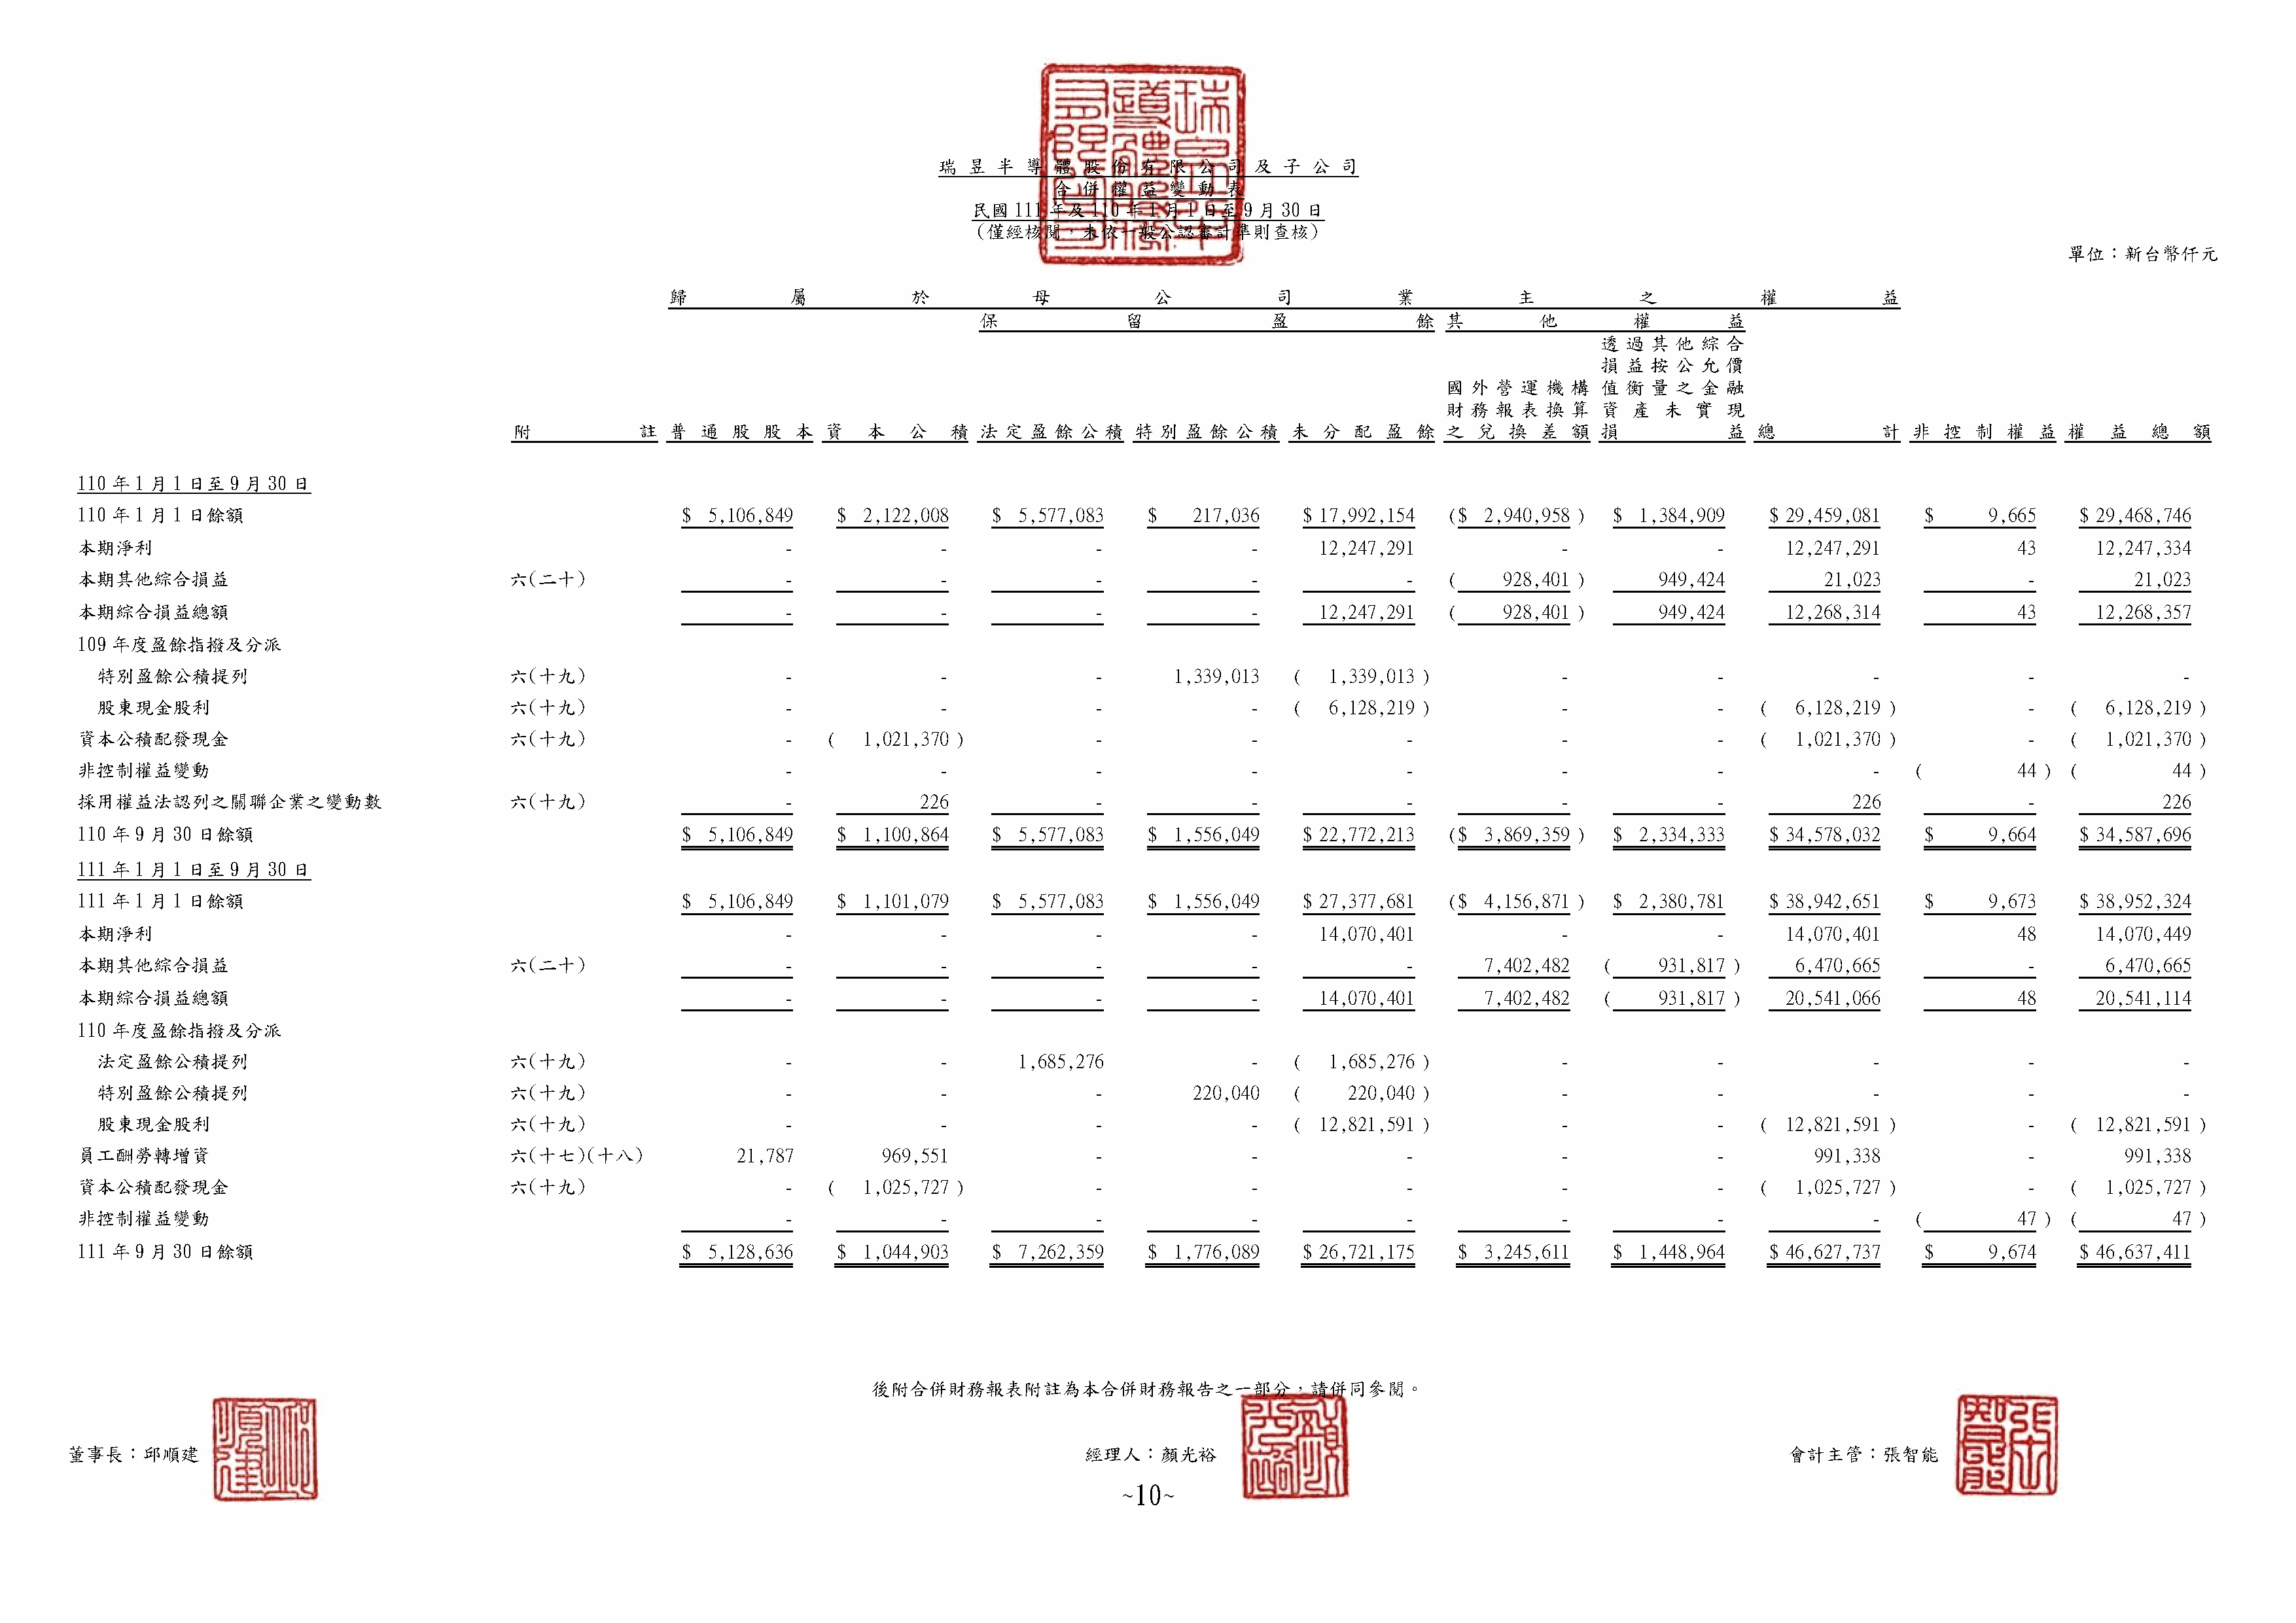 瑞昱半導體股份有限公司及子公司
合併權益變動表
民國111年及110年1月1日至9月30日
(僅經核閱，未依一般公認審計準則查核)
單位：新台幣仟元
歸屬於母公司業主之權益
保留盈餘 其他權益
透過其他綜合
損益按公允價
國外營運機構 值衡量之金融
財務報表換算 資產未實現
附註 普通股股本 資本公積 法定盈餘公積 特別盈餘公積 未分配盈餘 之兌換差額 損益 總計 非控制權益 權益總額
110年1月1日至9月30日
110年1月1日餘額 $ 5,106,849 $ 2,122,008 $ 5,577,083 $ 217,036 $ 17,992,154 ($ 2,940,958) $ 1,384,909 $ 29,459,081 $ 9,665 $ 29,468,746
本期淨利 - - - - 12,247,291 - - 12,247,291 43 12,247,334
本期其他綜合損益 六(二十) - - - - - ( 928,401) 949,424 21,023 - 21,023
本期綜合損益總額 - - - - 12,247,291 ( 928,401) 949,424 12,268,314 43 12,268,357
109年度盈餘指撥及分派
特別盈餘公積提列 六(十九) - - - 1,339,013 ( 1,339,013) - - - - -
股東現金股利 六(十九) - - - - ( 6,128,219) - - ( 6,128,219) - ( 6,128,219)
資本公積配發現金 六(十九) - ( 1,021,370) - - - - - ( 1,021,370) - ( 1,021,370)
非控制權益變動 - - - - - - - - ( 44) ( 44)
採用權益法認列之關聯企業之變動數 六(十九) - 226 - - - - - 226 - 226
110年9月30日餘額 $ 5,106,849 $ 1,100,864 $ 5,577,083 $ 1,556,049 $ 22,772,213 ($ 3,869,359) $ 2,334,333 $ 34,578,032 $ 9,664 $ 34,587,696
111年1月1日至9月30日
111年1月1日餘額 $ 5,106,849 $ 1,101,079 $ 5,577,083 $ 1,556,049 $ 27,377,681 ($ 4,156,871) $ 2,380,781 $ 38,942,651 $ 9,673 $ 38,952,324
本期淨利 - - - - 14,070,401 - - 14,070,401 48 14,070,449
本期其他綜合損益 六(二十) - - - - - 7,402,482 ( 931,817) 6,470,665 - 6,470,665
本期綜合損益總額 - - - - 14,070,401 7,402,482 ( 931,817) 20,541,066 48 20,541,114
110年度盈餘指撥及分派
法定盈餘公積提列 六(十九) - - 1,685,276 - ( 1,685,276) - - - - -
特別盈餘公積提列 六(十九) - - - 220,040 ( 220,040) - - - - -
股東現金股利 六(十九) - - - - ( 12,821,591) - - ( 12,821,591) - ( 12,821,591)
員工酬勞轉增資 六(十七)(十八) 21,787 969,551 - - - - - 991,338 - 991,338
資本公積配發現金 六(十九) - ( 1,025,727) - - - - - ( 1,025,727) - ( 1,025,727)
非控制權益變動 - - - - - - - - ( 47) ( 47)
111年9月30日餘額 $ 5,128,636 $ 1,044,903 $ 7,262,359 $ 1,776,089 $ 26,721,175 $ 3,245,611 $ 1,448,964 $ 46,627,737 $ 9,674 $ 46,637,411
後附合併財務報表附註為本合併財務報告之一部分，請併同參閱。
董事長：邱順建 經理人：顏光裕 會計主管：張智能
~10~